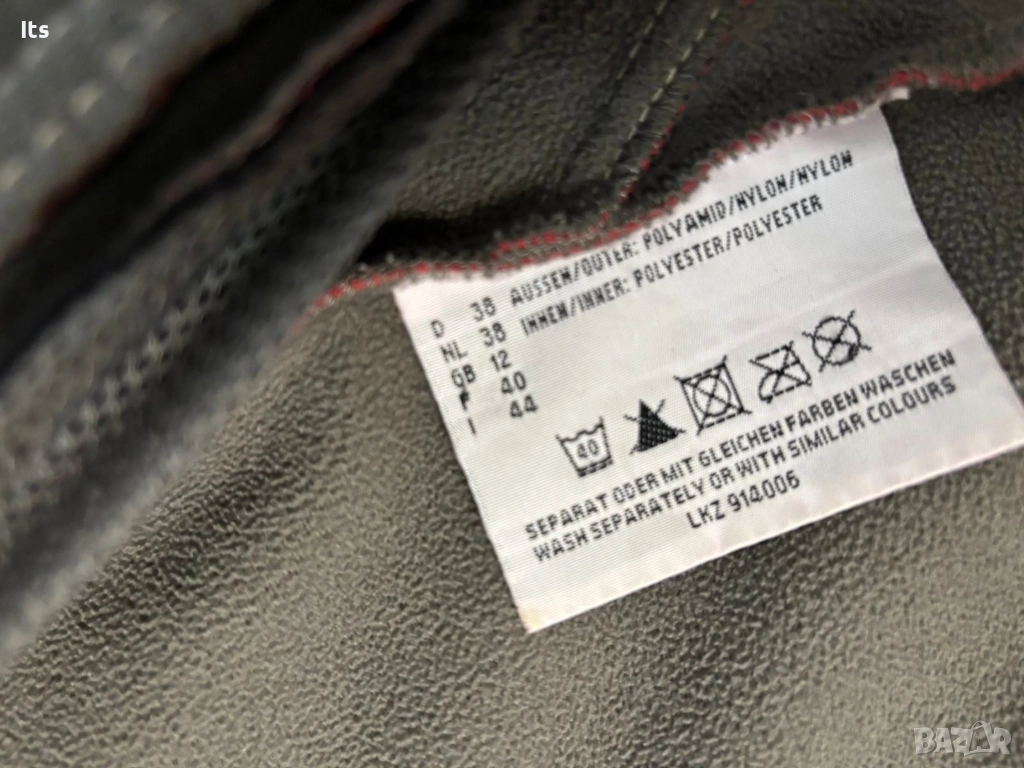 lts
AUSSEN/OUTER: POLYAMID/NYLON/NYLON
INNEN/INNER: POLYESTER/POLYESTER
D 38
NL 38
GB 12
F 40
I 44
40
SEPARAT ODER MIT GLEICHEN FARBEN WASCHEN
WASH SEPARATELY OR WITH SIMILAR COLOURS
LKZ 914006
BAZAR